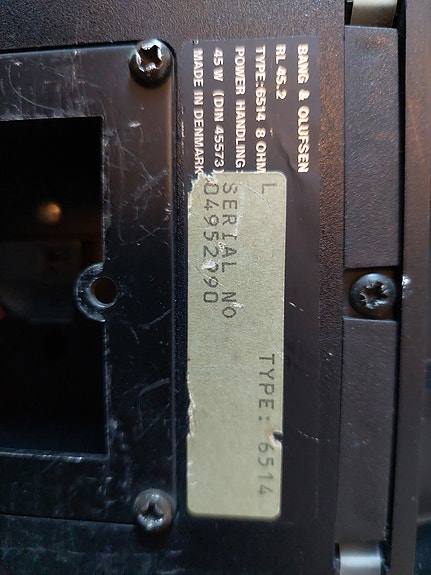 BANG & OLUFSEN
RL 45.2
TYPE:6514 8 OHM
POWER HANDLING:
45 W (DIN 45573
MADE IN DENMARK
L TYPE: 6514
SERIAL NO
04952990